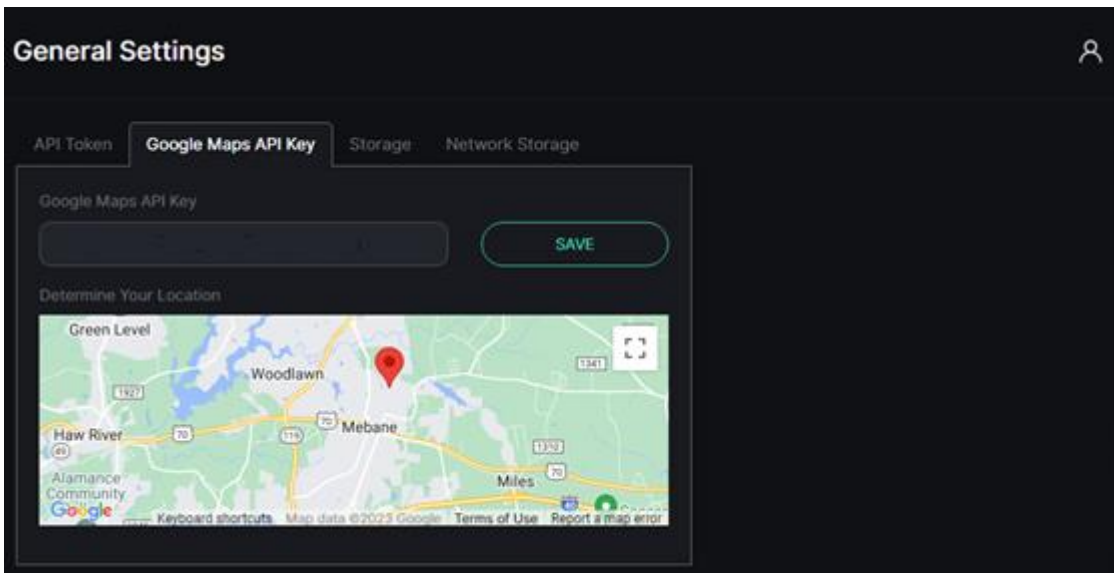 General Settings
API Token Google Maps API Key Storage Network Storage
Google Maps API Key
SAVE
Determine Your Location
Green Level
1341
Woodlawn
1927
70
Haw River
70
119
Mebane
49
1310
70
Alamance
Community
Miles
Google
Keyboard shortcuts Map data ©2023 Google Terms of Use Report a map error